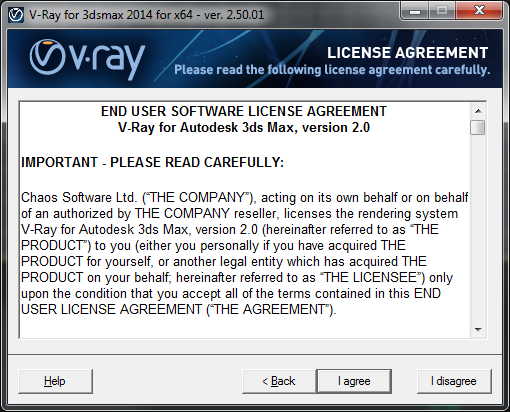 V-Ray for 3dsmax 2014 for x64 - ver. 2.50.01
v·ray
LICENSE AGREEMENT
Please read the following license agreement carefully.
END USER SOFTWARE LICENSE AGREEMENT
V-Ray for Autodesk 3ds Max, version 2.0
IMPORTANT - PLEASE READ CAREFULLY:
Chaos Software Ltd. (“THE COMPANY”), acting on its own behalf or on behalf
of an authorized by THE COMPANY reseller, licenses the rendering system
V-Ray for Autodesk 3ds Max, version 2.0 (hereinafter referred to as “THE
PRODUCT”) to you (either you personally if you have acquired THE
PRODUCT for yourself, or another legal entity which has acquired THE
PRODUCT on your behalf; hereinafter referred to as “THE LICENSEE”) only
upon the condition that you accept all of the terms contained in this END
USER LICENSE AGREEMENT (“THE AGREEMENT”).
Help
< Back
I agree
I disagree